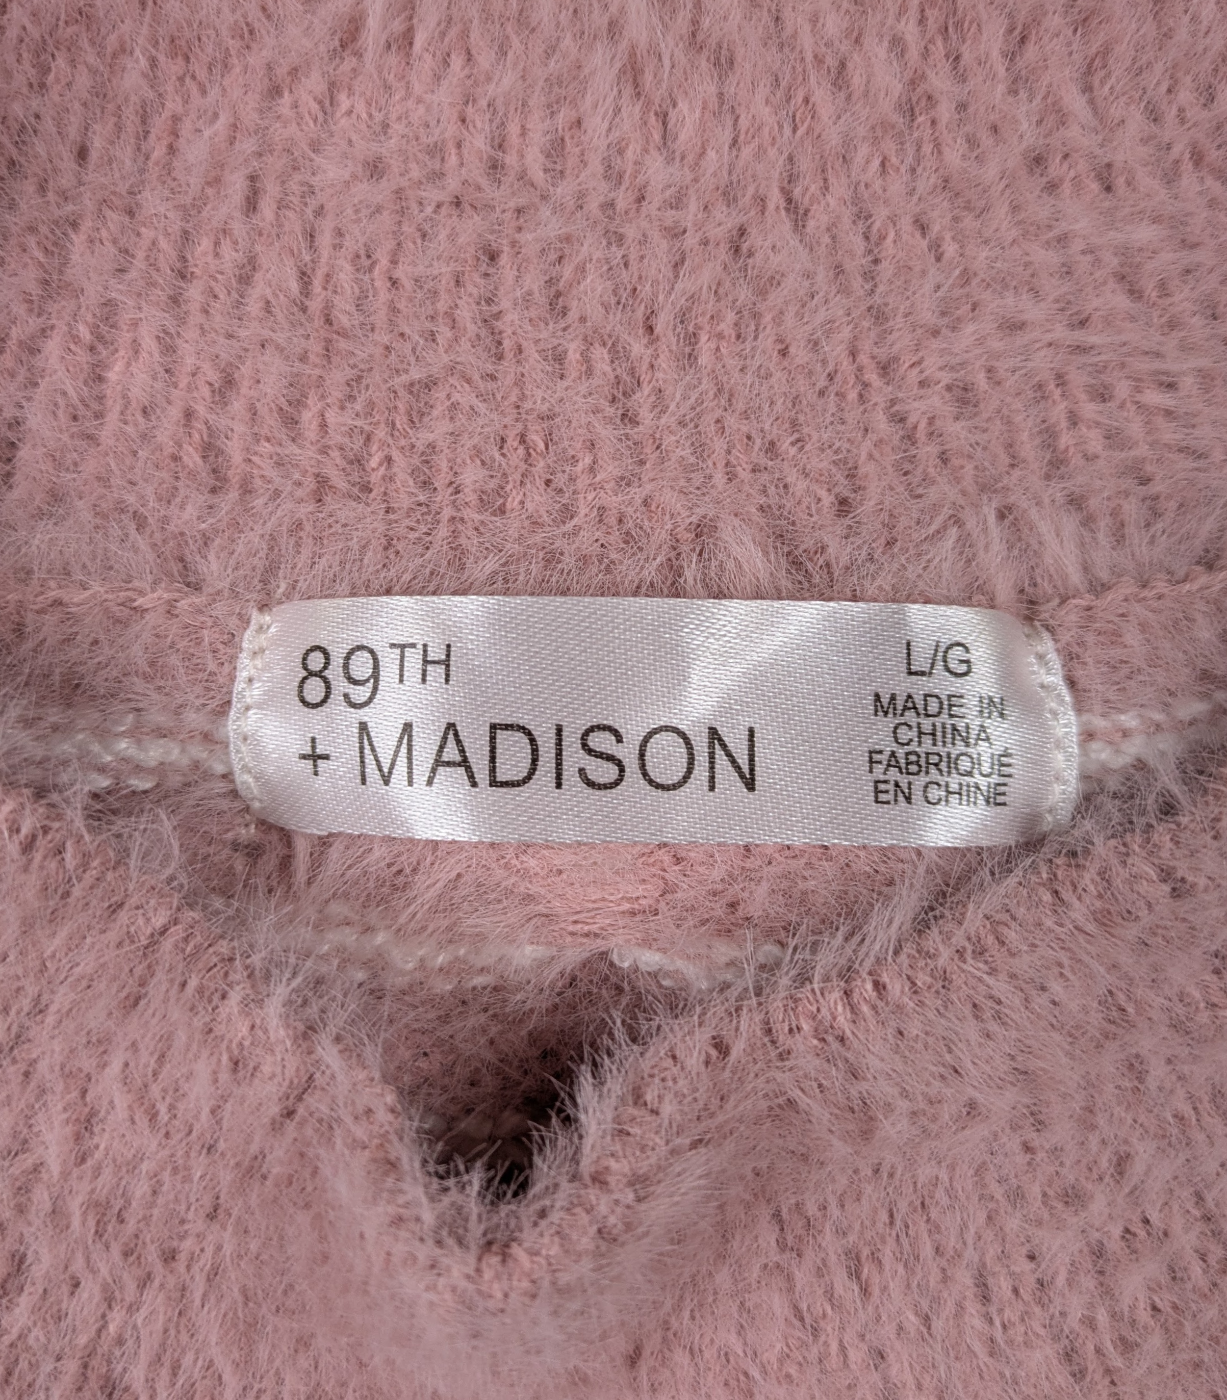 89TH
+ MADISON
L/G
MADE IN
CHINA
FABRIQUÉ
EN CHINE